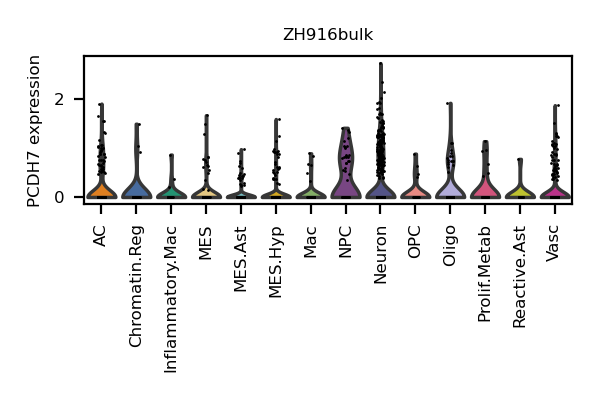 ZH916bulk
PCDH7 expression
2
0
AC
Chromatin.Reg
Inflammatory.Mac
MES
MES.Ast
MES.Hyp
Mac
NPC
Neuron
OPC
Oligo
Prolif.Metab
Reactive.Ast
Vasc